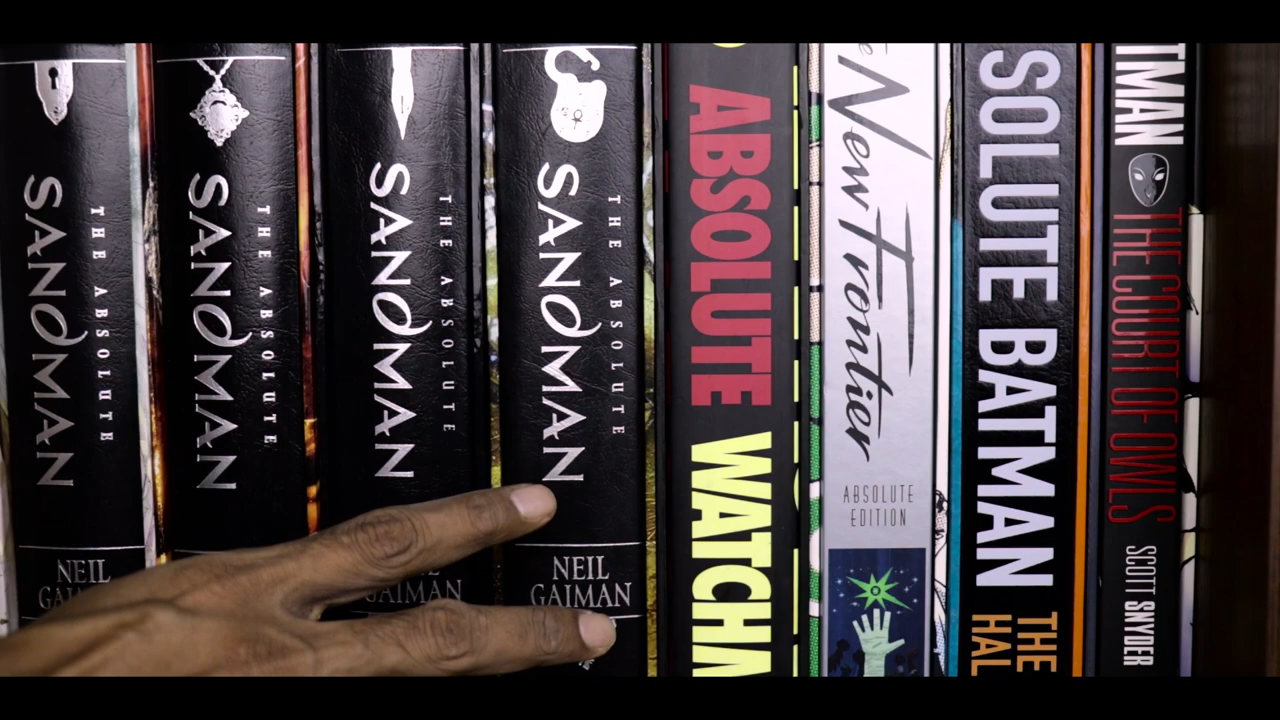 THE ABSOLUTE
SANDMAN
NEIL
THE ABSOLUTE
SANDMAN
THE ABSOLUTE
SANDMAN
GAIMAN
THE ABSOLUTE
SANDMAN
NEIL
GAIMAN
ABSOLUTE WATCHM
New Frontier
ABSOLUTE
EDITION
SOLUTE BATMAN
THE
HAL
TMAN
THE COURT OF OWLS
SCOTT SNYDER